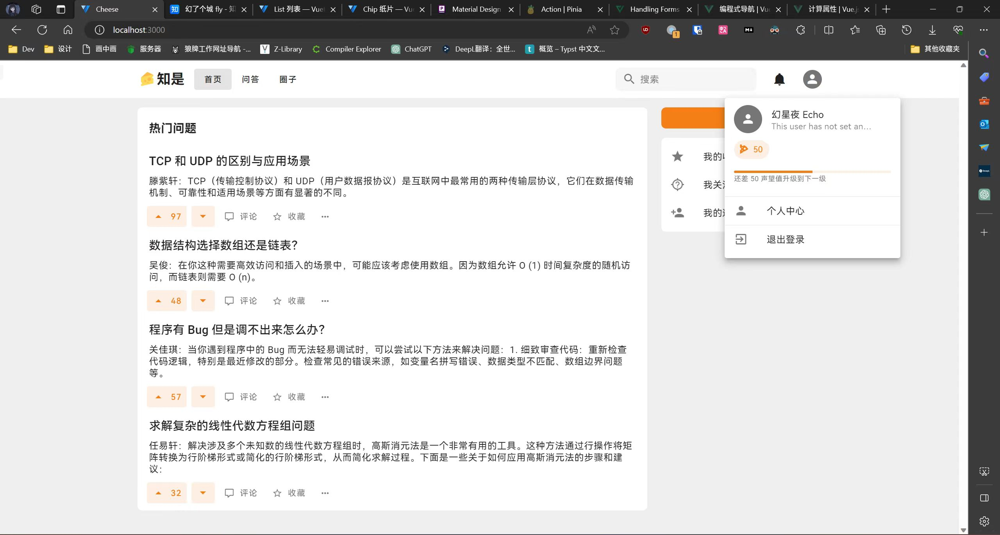 Cheese
幻了个城 fly - 知
List 列表 — Vuet
Chip 纸片 — Vue
Material Design
Action | Pinia
Handling Forms
编程式导航 | Vue
计算属性 | Vue.js
localhost:3000
1
Dev
设计
画中画
服务器
狼牌工作网址导航 -...
Z-Library
Compiler Explorer
ChatGPT
DeepL翻译：全世...
概览 – Typst 中文文...
其他收藏夹
知是
首页
问答
圈子
搜索
热门问题
TCP 和 UDP 的区别与应用场景
滕紫轩：TCP（传输控制协议）和 UDP（用户数据报协议）是互联网中最常用的两种传输层协议，它们在数据传输
机制、可靠性和适用场景等方面有显著的不同。
97
评论
收藏
数据结构选择数组还是链表？
吴俊：在你这种需要高效访问和插入的场景中，可能应该考虑使用数组。因为数组允许 O (1) 时间复杂度的随机访
问，而链表则需要 O (n)。
48
评论
收藏
程序有 Bug 但是调不出来怎么办？
关佳琪：当你遇到程序中的 Bug 而无法轻易调试时，可以尝试以下方法来解决问题：1. 细致审查代码：重新检查
代码逻辑，特别是最近修改的部分。检查常见的错误来源，如变量名拼写错误、数据类型不匹配、数组边界问题
等。
57
评论
收藏
求解复杂的线性代数方程组问题
任易轩：解决涉及多个未知数的线性代数方程组时，高斯消元法是一个非常有用的工具。这种方法通过行操作将矩
阵转换为行阶梯形式或简化的行阶梯形式，从而简化求解过程。下面是一些关于如何应用高斯消元法的步骤和建
议：
32
评论
收藏
我的
我关
我的
幻星夜 Echo
This user has not set an...
50
还差 50 声望值升级到下一级
个人中心
退出登录